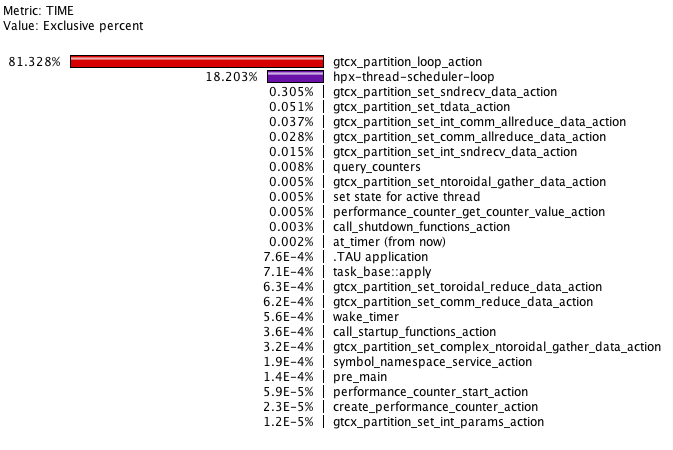 Metric: TIME
Value: Exclusive percent
81.328% gtcx_partition_loop_action
18.203% hpx-thread-scheduler-loop
0.305% gtcx_partition_set_sndrecv_data_action
0.051% gtcx_partition_set_tdata_action
0.037% gtcx_partition_set_int_comm_allreduce_data_action
0.028% gtcx_partition_set_comm_allreduce_data_action
0.015% gtcx_partition_set_int_sndrecv_data_action
0.008% query_counters
0.005% gtcx_partition_set_ntoroidal_gather_data_action
0.005% set state for active thread
0.005% performance_counter_get_counter_value_action
0.003% call_shutdown_functions_action
0.002% at_timer (from now)
7.6E-4% .TAU application
7.1E-4% task_base::apply
6.3E-4% gtcx_partition_set_toroidal_reduce_data_action
6.2E-4% gtcx_partition_set_comm_reduce_data_action
5.6E-4% wake_timer
3.6E-4% call_startup_functions_action
3.2E-4% gtcx_partition_set_complex_ntoroidal_gather_data_action
1.9E-4% symbol_namespace_service_action
1.4E-4% pre_main
5.9E-5% performance_counter_start_action
2.3E-5% create_performance_counter_action
1.2E-5% gtcx_partition_set_int_params_action